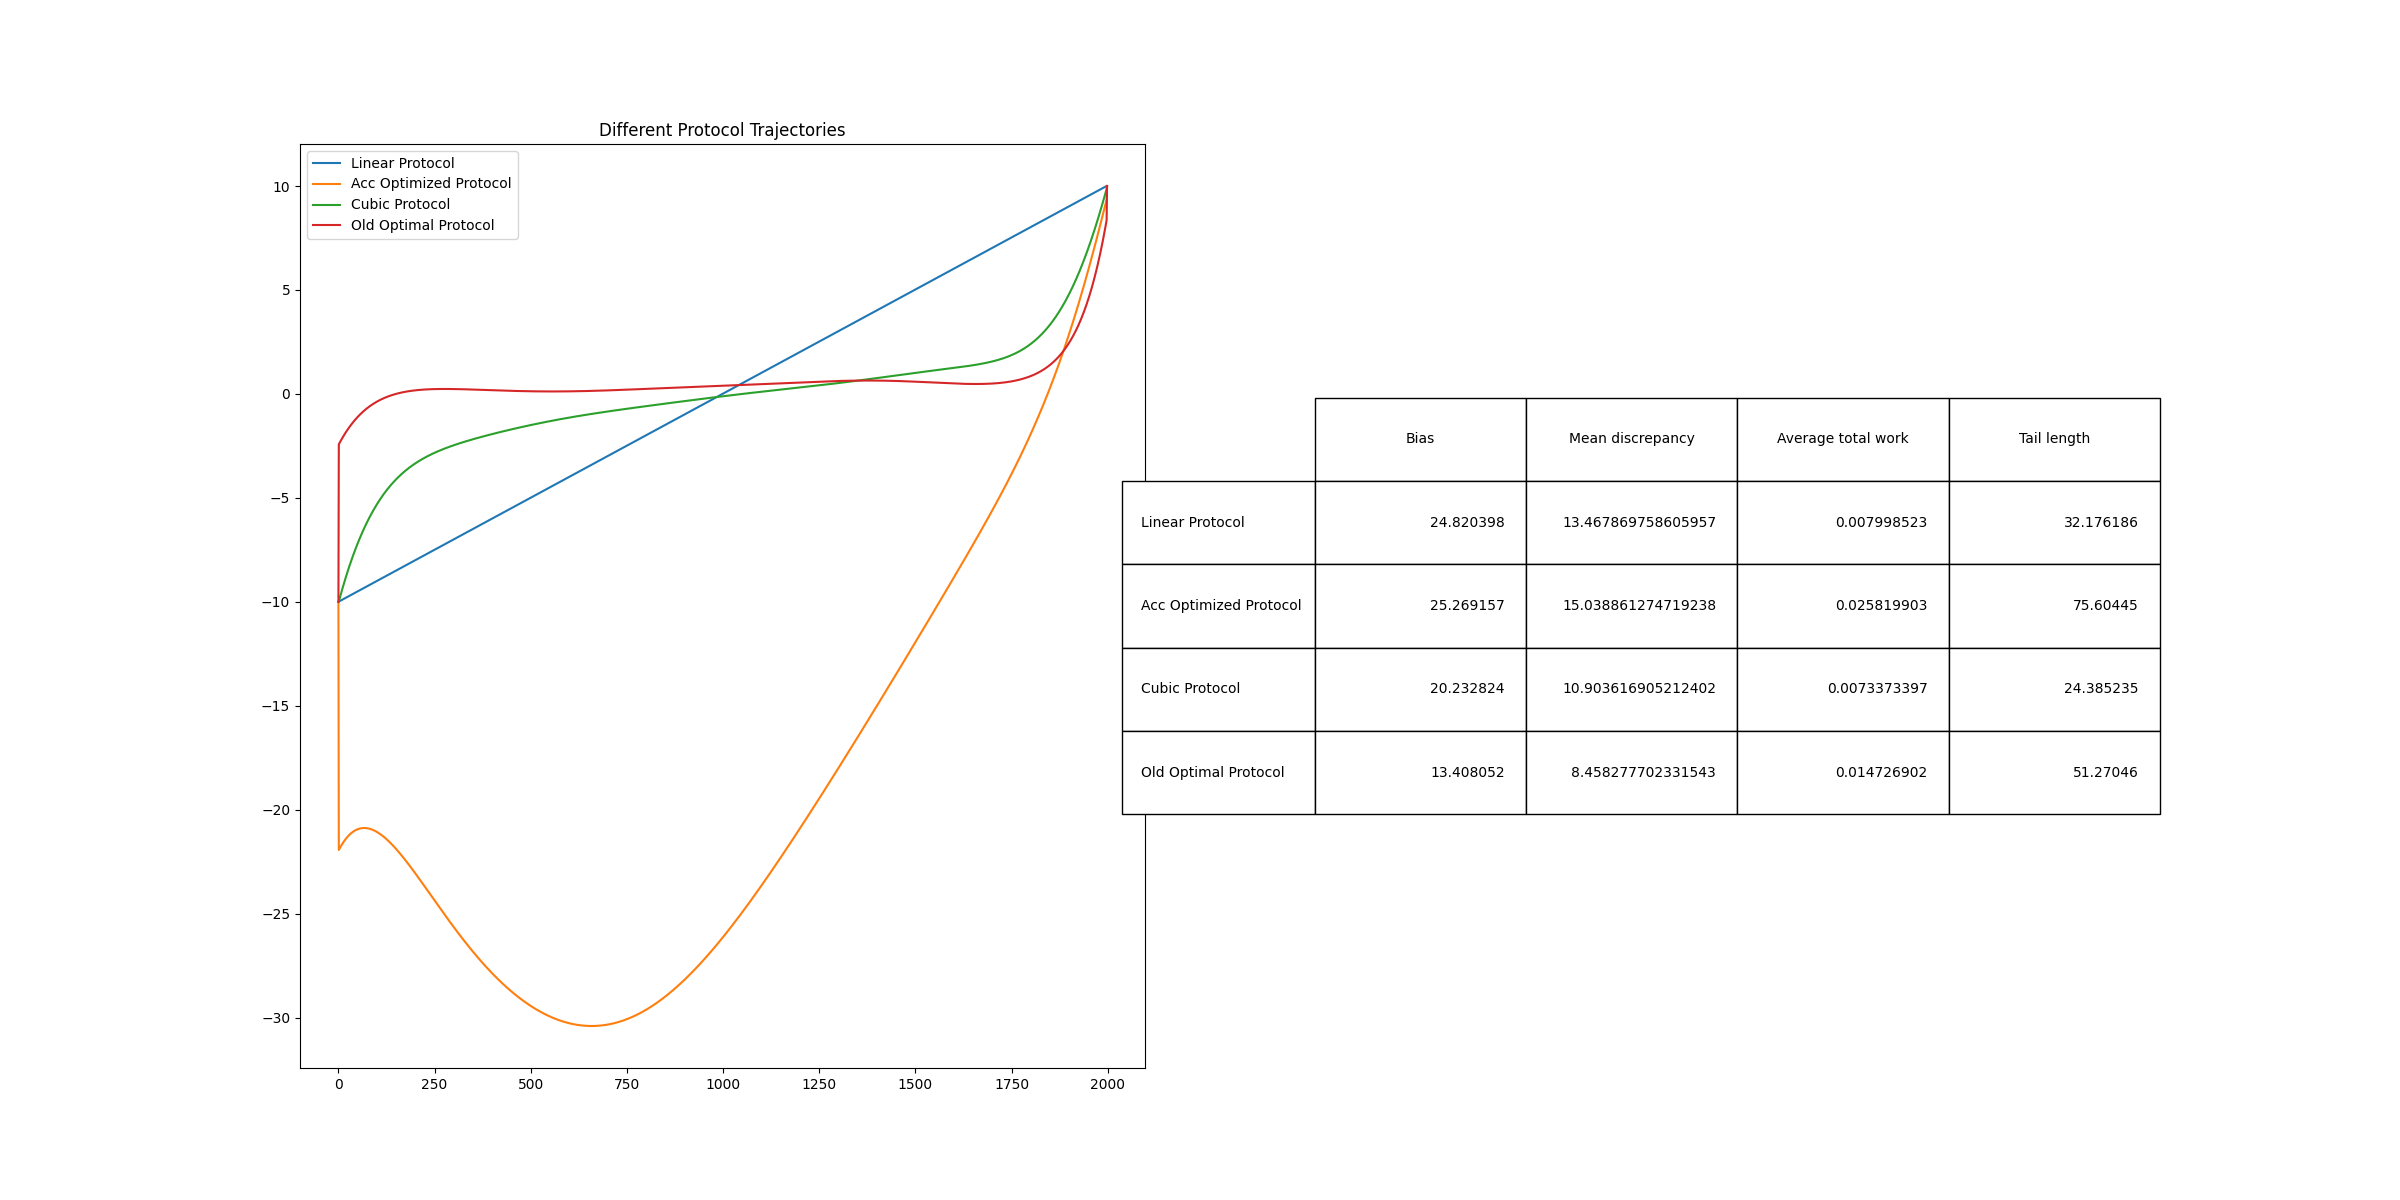 Different Protocol Trajectories
Linear Protocol
Acc Optimized Protocol
Cubic Protocol
Old Optimal Protocol
10
5
0
−5
−10
−15
−20
−25
−30
0 250 500 750 1000 1250 1500 1750 2000
Bias Mean discrepancy Average total work Tail length
Linear Protocol 24.820398 13.467869758605957 0.007998523 32.176186
Acc Optimized Protocol 25.269157 15.038861274719238 0.025819903 75.60445
Cubic Protocol 20.232824 10.903616905212402 0.0073373397 24.385235
Old Optimal Protocol 13.408052 8.458277702331543 0.014726902 51.27046